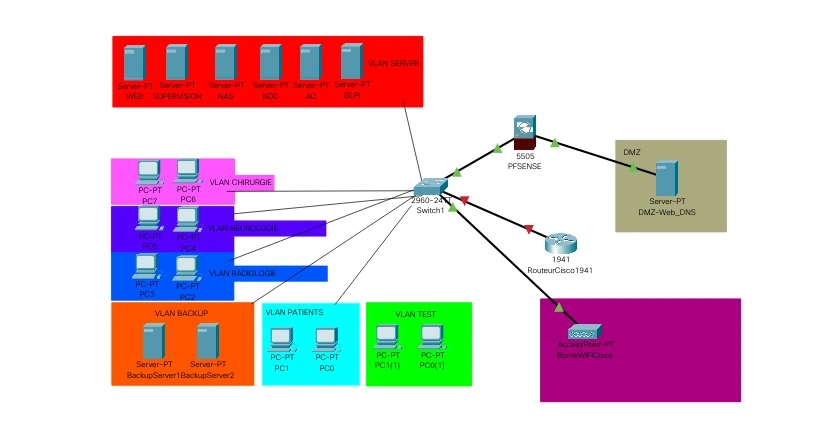 VLAN SERVER
Server-PT
WEB
Server-PT
SUPERVISION
Server-PT
NAS
Server-PT
BDD
Server-PT
AD
Server-PT
GLPI
5505
PFSENSE
DMZ
Server-PT
DMZ-Web_DNS
VLAN CHIRURGIE
PC-PT
PC7
PC-PT
PC6
2960-24TT
Switch1
VLAN NEUROLOGIE
PC-PT
PC5
PC-PT
PC4
1941
RouteurCisco1941
VLAN RADIOLOGIE
PC-PT
PC3
PC-PT
PC2
VLAN BACKUP
Server-PT
BackupServer1
Server-PT
BackupServer2
VLAN PATIENTS
PC-PT
PC1
PC-PT
PC0
VLAN TEST
PC-PT
PC1(1)
PC-PT
PC0(1)
AccessPoint-PT
BorneWIFICisco